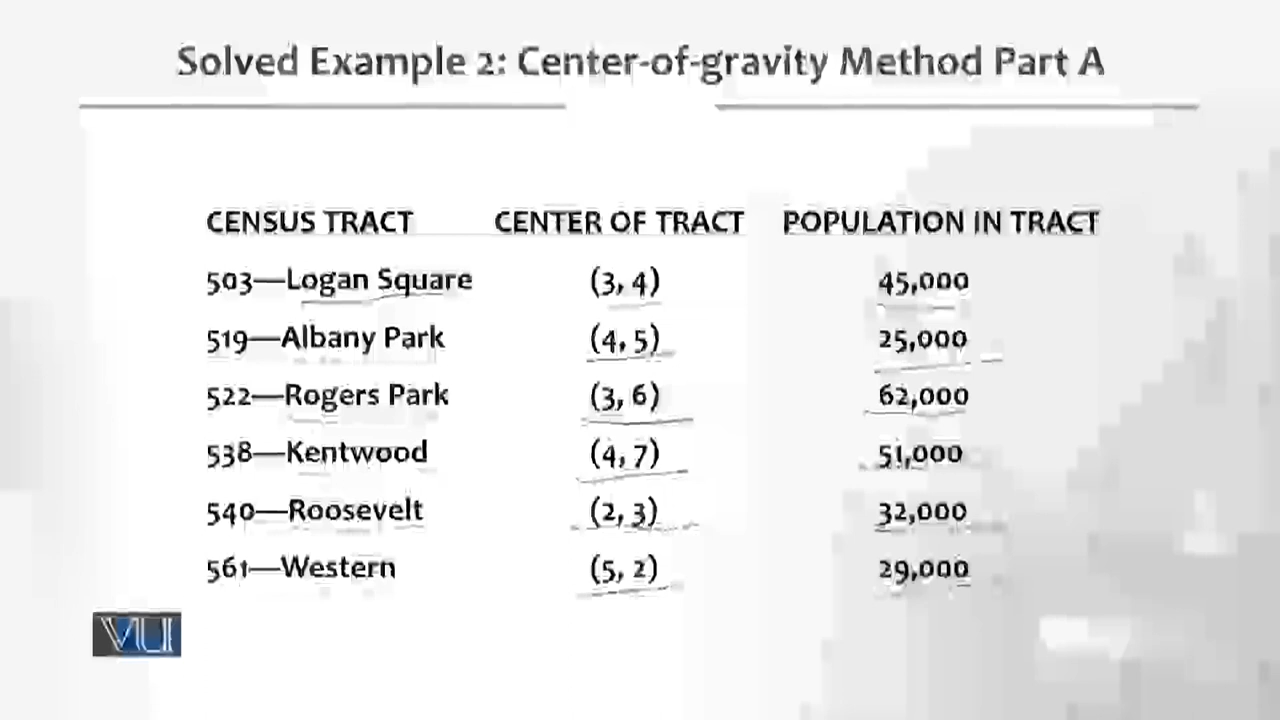 Solved Example 2: Center-of-gravity Method Part A
CENSUS TRACT CENTER OF TRACT POPULATION IN TRACT
503—Logan Square (3, 4) 45,000
519—Albany Park (4, 5) 25,000
522—Rogers Park (3, 6) 62,000
538—Kentwood (4, 7) 51,000
540—Roosevelt (2, 3) 32,000
561—Western (5, 2) 29,000
VU